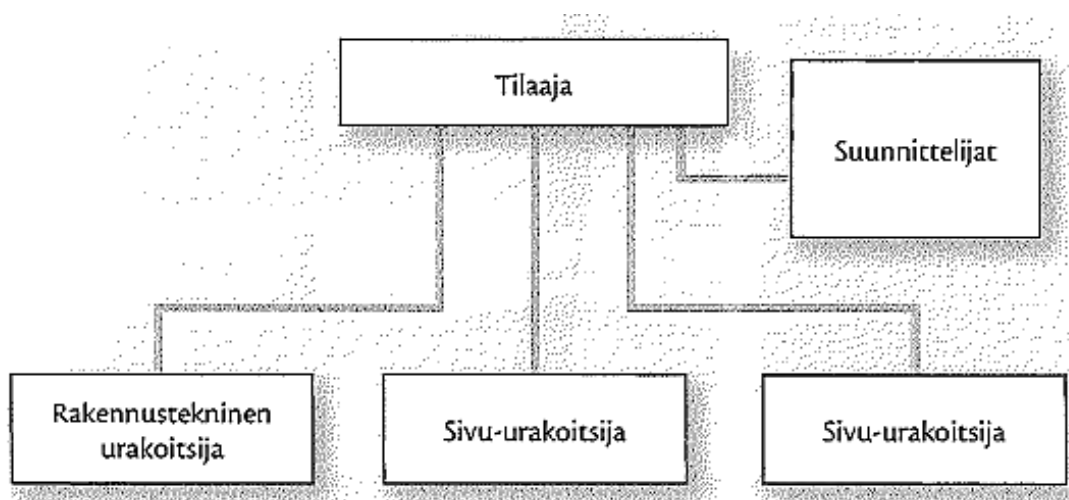 Tilaaja
Suunnittelijat
Rakennustekninen
urakoitsija
Sivu-urakoitsija
Sivu-urakoitsija